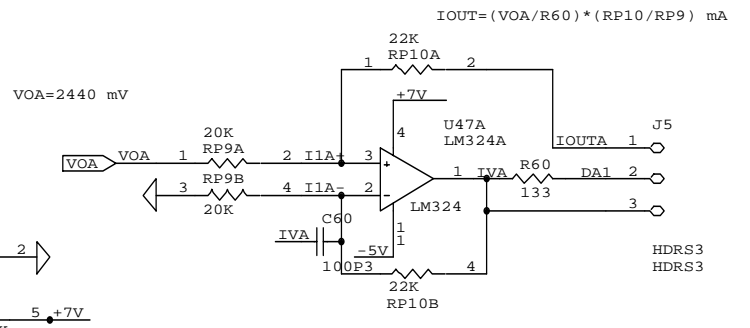 IOUT=(VOA/R60)*(RP10/RP9) mA
22K
RP10A
1 2
VOA=2440 mV
+7V
4
U47A
LM324A
J5
20K
RP9A
IOUTA 1
VOA VOA 1 2 I1A+ 3
+
1 IVA R60 DA1 2
133
RP9B
3 4 I1A- 2
-
20K
LM324
3
C60
IVA
1
1
-5V
2
100P 3 4
HDRS3
HDRS3
22K
RP10B
5 +7V